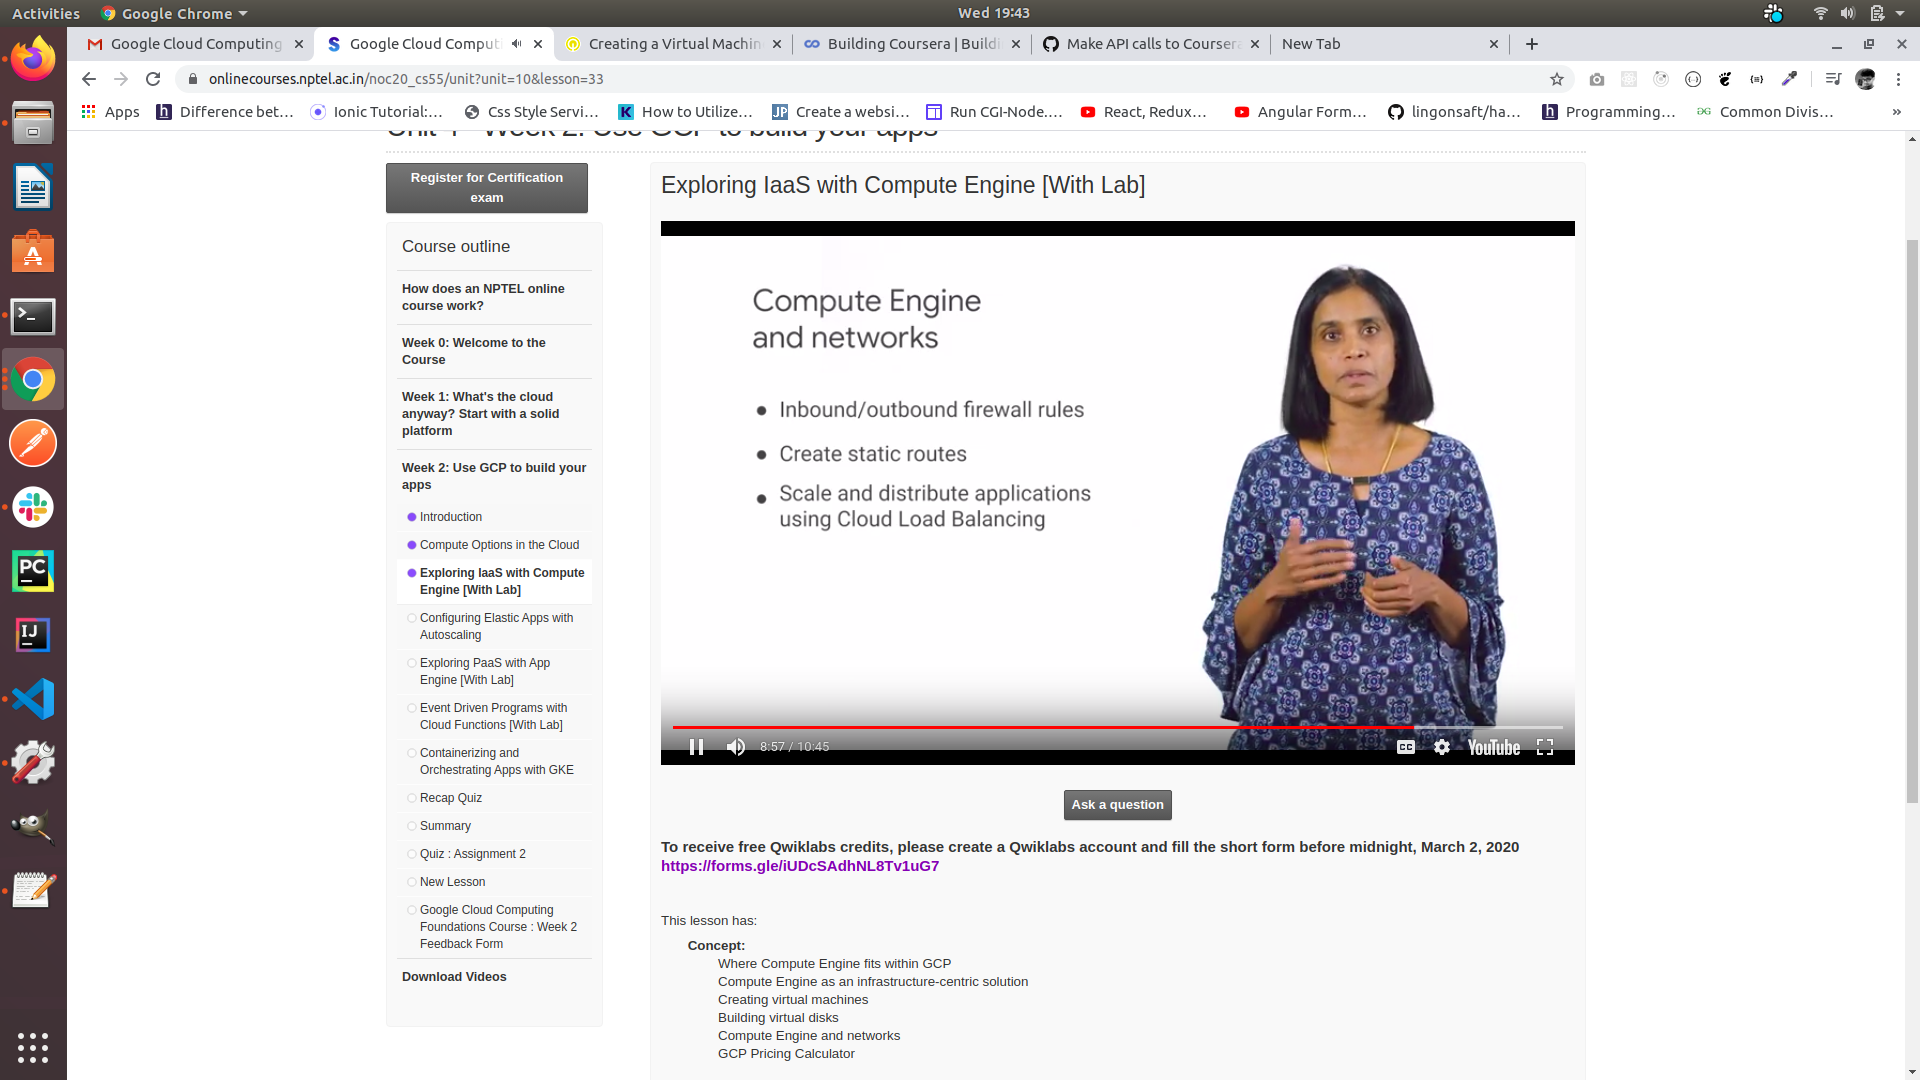 Activities
Google Chrome
Wed 19:43
Google Cloud Computing
Google Cloud Computi
Creating a Virtual Machin
Building Coursera | Buildi
Make API calls to Coursera
New Tab
onlinecourses.nptel.ac.in/noc20_cs55/unit?unit=10&lesson=33
Apps
Difference bet…
Ionic Tutorial:…
Css Style Servi…
How to Utilize…
Create a websi…
Run CGI-Node.…
React, Redux…
Angular Form…
lingonsaft/ha…
Programming…
Common Divis…
»
Unit 4 - Week 2: Use GCP to build your apps
Register for Certification
exam
Course outline
How does an NPTEL online
course work?
Week 0: Welcome to the
Course
Week 1: What's the cloud
anyway? Start with a solid
platform
Week 2: Use GCP to build your
apps
Introduction
Compute Options in the Cloud
Exploring IaaS with Compute
Engine [With Lab]
Configuring Elastic Apps with
Autoscaling
Exploring PaaS with App
Engine [With Lab]
Event Driven Programs with
Cloud Functions [With Lab]
Containerizing and
Orchestrating Apps with GKE
Recap Quiz
Summary
Quiz : Assignment 2
New Lesson
Google Cloud Computing
Foundations Course : Week 2
Feedback Form
Download Videos
Exploring IaaS with Compute Engine [With Lab]
Compute Engine
and networks
Inbound/outbound firewall rules
Create static routes
Scale and distribute applications
using Cloud Load Balancing
8:57 / 10:45
CC
YouTube
Ask a question
To receive free Qwiklabs credits, please create a Qwiklabs account and fill the short form before midnight, March 2, 2020
https://forms.gle/iUDcSAdhNL8Tv1uG7
This lesson has:
Concept:
Where Compute Engine fits within GCP
Compute Engine as an infrastructure-centric solution
Creating virtual machines
Building virtual disks
Compute Engine and networks
GCP Pricing Calculator